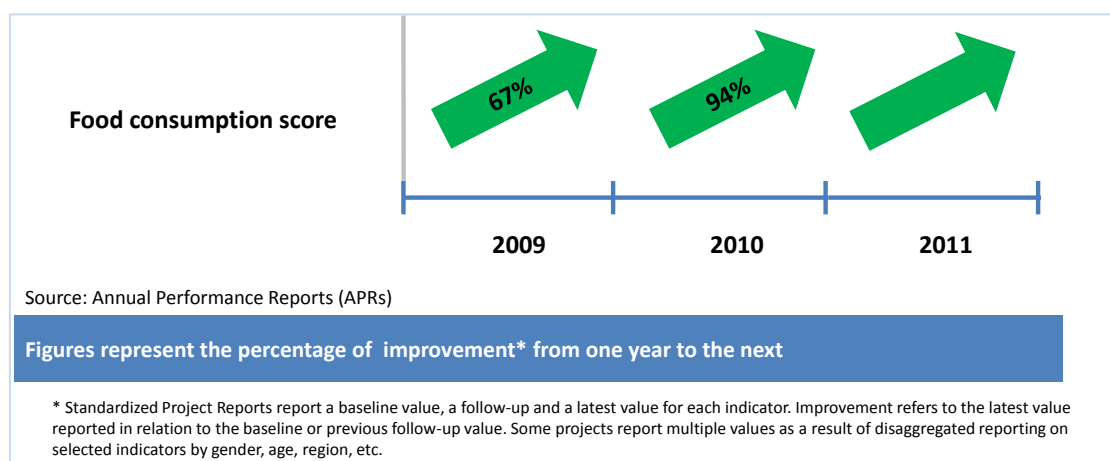 67%
94%
Food consumption score
2009
2010
2011
Source: Annual Performance Reports (APRs)
Figures represent the percentage of improvement* from one year to the next
* Standardized Project Reports report a baseline value, a follow-up and a latest value for each indicator. Improvement refers to the latest value
reported in relation to the baseline or previous follow-up value. Some projects report multiple values as a result of disaggregated reporting on
selected indicators by gender, age, region, etc.